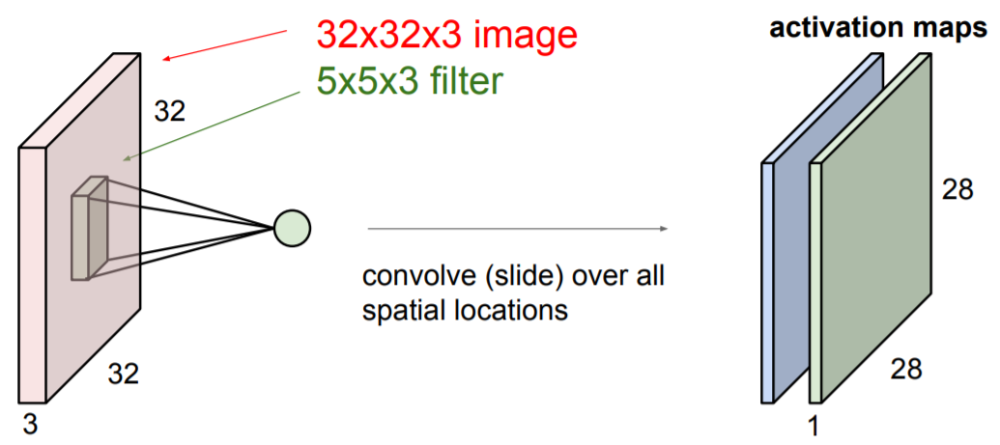 32x32x3 image
5x5x3 filter
32
32
3
convolve (slide) over all
spatial locations
activation maps
28
28
1